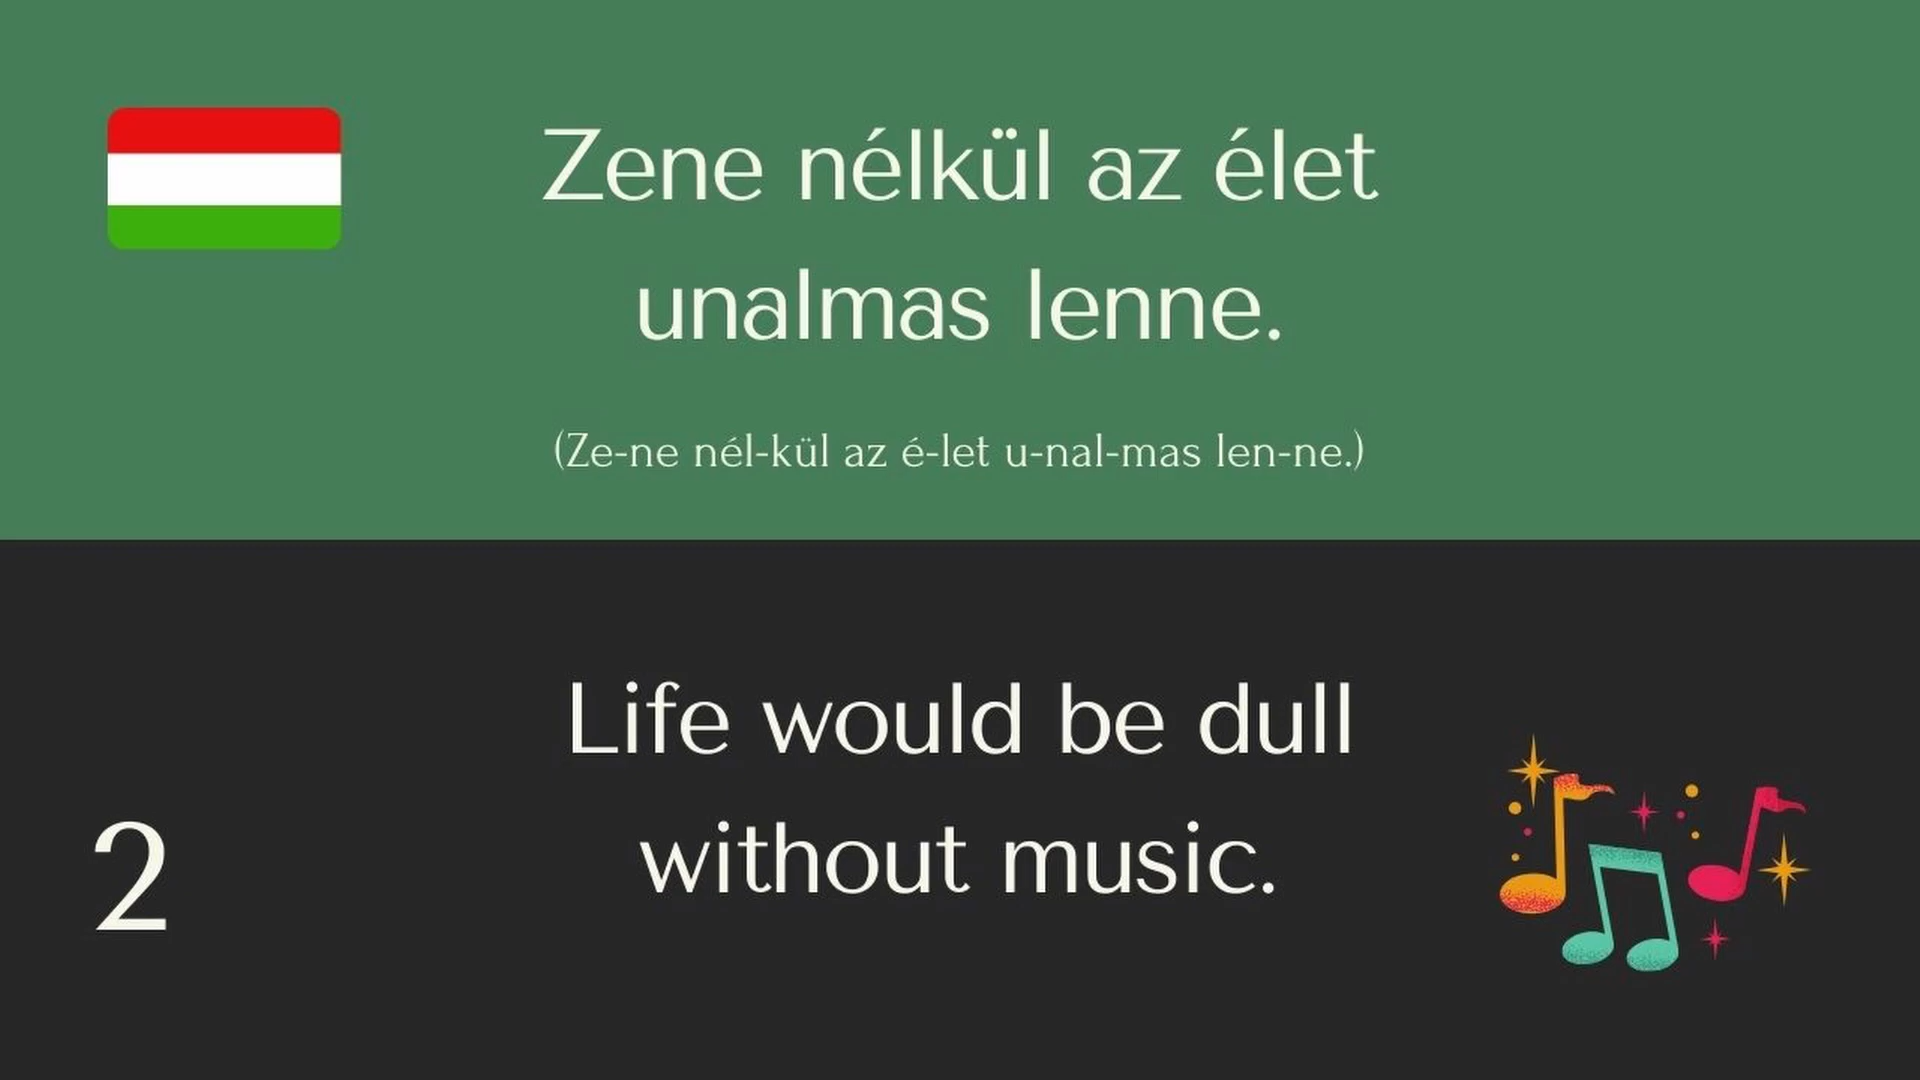 Zene nélkül az élet
unalmas lenne.
(Ze-ne nél-kül az é-let u-nal-mas len-ne.)
Life would be dull
without music.
2